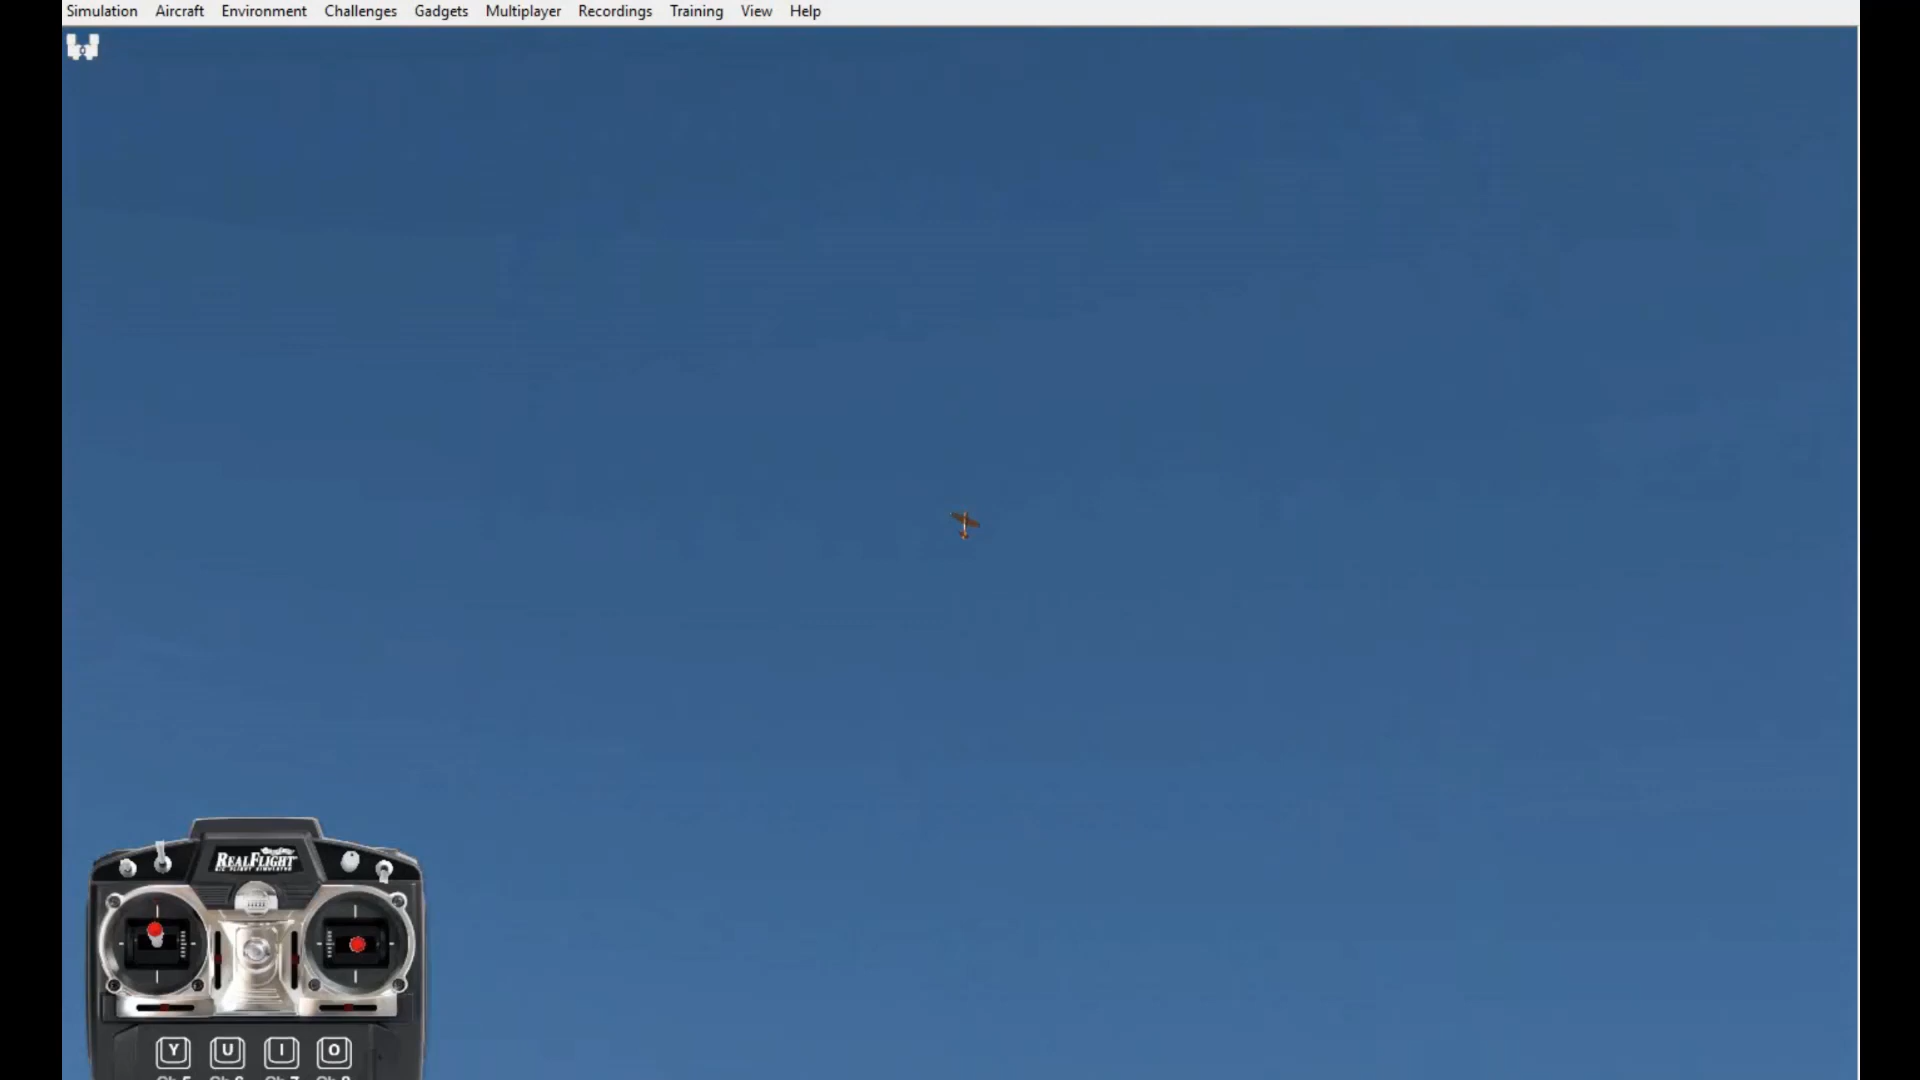 Simulation Aircraft Environment Challenges Gadgets Multiplayer Recordings Training View Help
REALFLIGHT
Y U I O